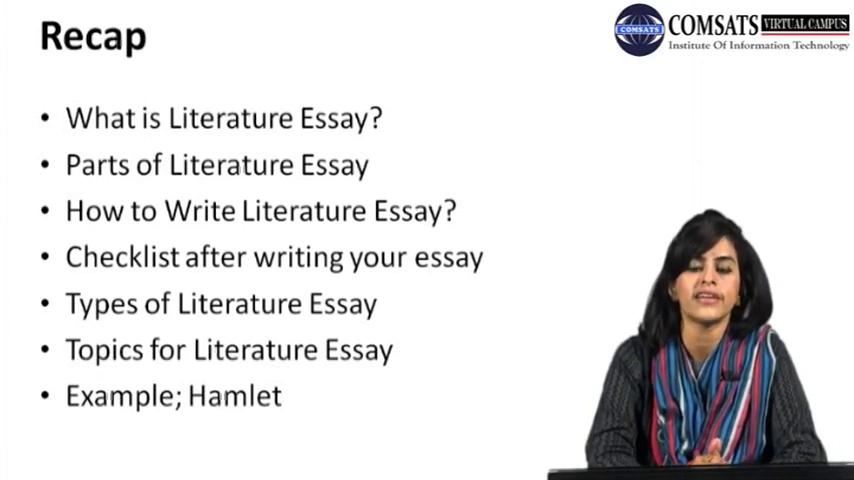 Recap
COMSATS VIRTUAL CAMPUS
COMSATS
Institute Of Information Technology
• What is Literature Essay?
• Parts of Literature Essay
• How to Write Literature Essay?
• Checklist after writing your essay
• Types of Literature Essay
• Topics for Literature Essay
• Example; Hamlet